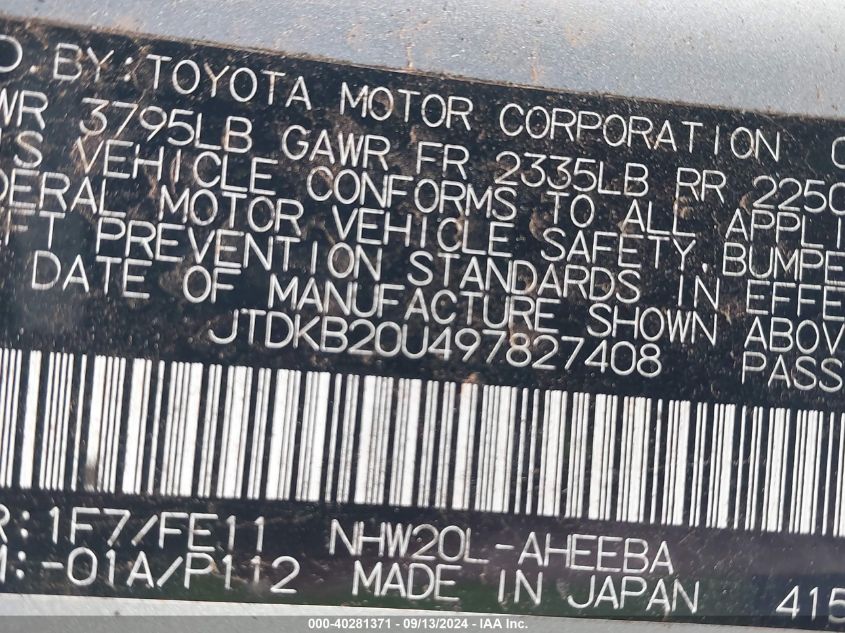 D. BY: TOYOTA MOTOR CORPORATION
WR 3795LB GAWR FR 2335LB RR 2250
IS VEHICLE CONFORMS TO ALL APPLI
DERAL MOTOR VEHICLE SAFETY, BUMPE
FT PREVENTION STANDARDS IN EFFE
DATE OF MANUFACTURE SHOWN ABOV
JTDKB20U497827408 PASS
R:1F7/FE11 NHW20L-AHEEBA
M:-01A/P112 MADE IN JAPAN 415
000-40281371 - 09/13/2024 - IAA Inc.